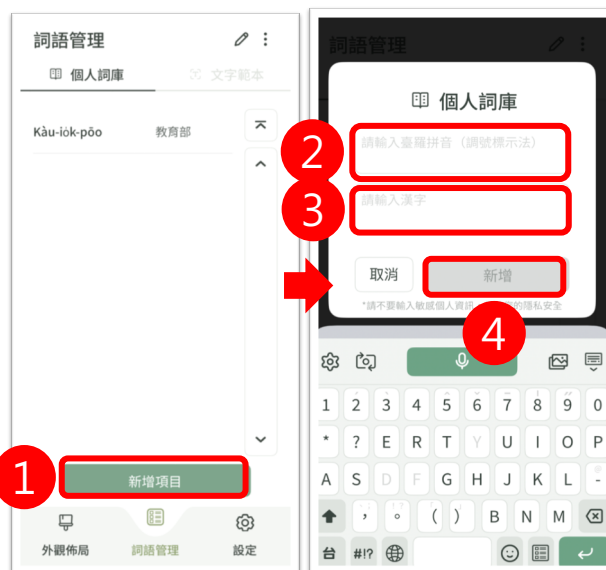 詞語管理
個人詞庫
文字範本
Kàu-io̍k-pōo 教育部
1
新增項目
外觀佈局 詞語管理 設定
詞語管理
個人詞庫
2
請輸入臺羅拼音（調號標示法）
3
請輸入漢字
取消 新增
*請不要輸入敏感個人資訊
的隱私安全
4
1 2 3 4 5 6 7 8 9 0
* ? E R T Y U I O P
A S D F G H J K L -
, 。 ( ) B N M
台 #!?